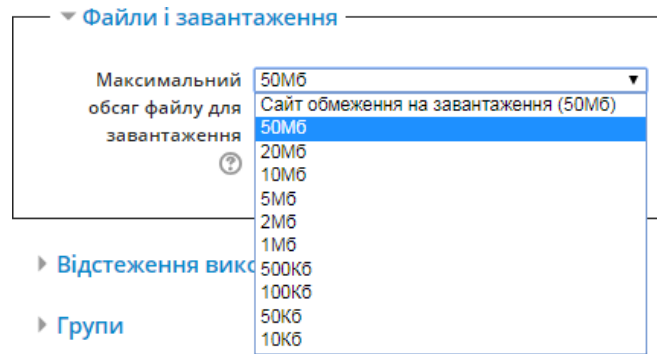 Файли і завантаження
Максимальний
обсяг файлу для
завантаження
50Мб
Сайт обмеження на завантаження (50Мб)
50Мб
20Мб
10Мб
5Мб
2Мб
1Мб
500Кб
100Кб
50Кб
10Кб
Відстеження
Групи